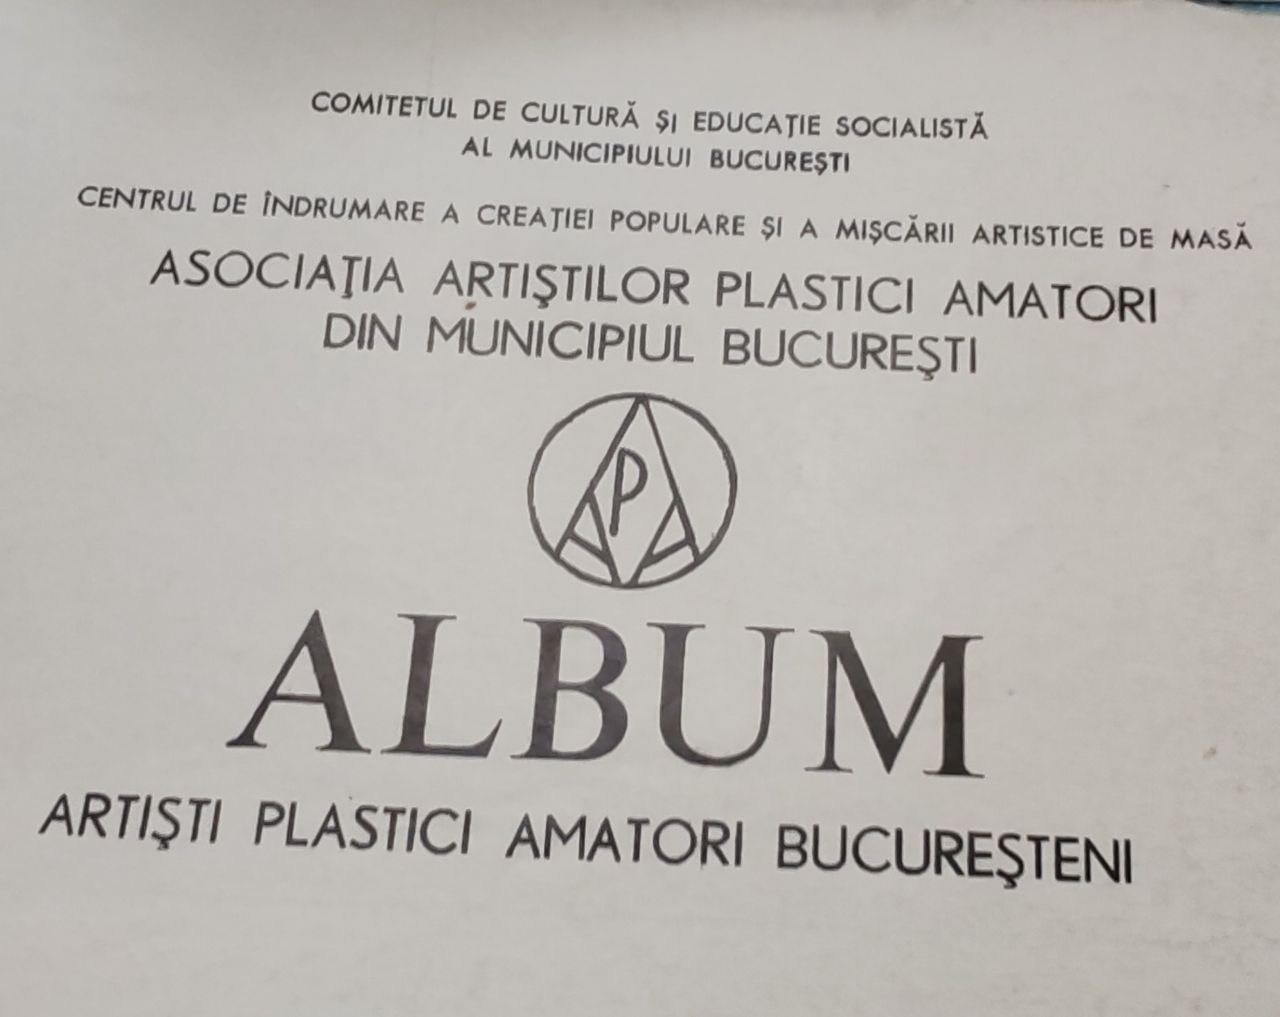 COMITETUL DE CULTURĂ ŞI EDUCAŢIE SOCIALISTĂ
AL MUNICIPIULUI BUCUREŞTI
CENTRUL DE ÎNDRUMARE A CREAŢIEI POPULARE ŞI A MIŞCĂRII ARTISTICE DE MASĂ
ASOCIAŢIA ARTIŞTILOR PLASTICI AMATORI
DIN MUNICIPIUL BUCUREŞTI
APA
ALBUM
ARTIŞTI PLASTICI AMATORI BUCUREŞTENI